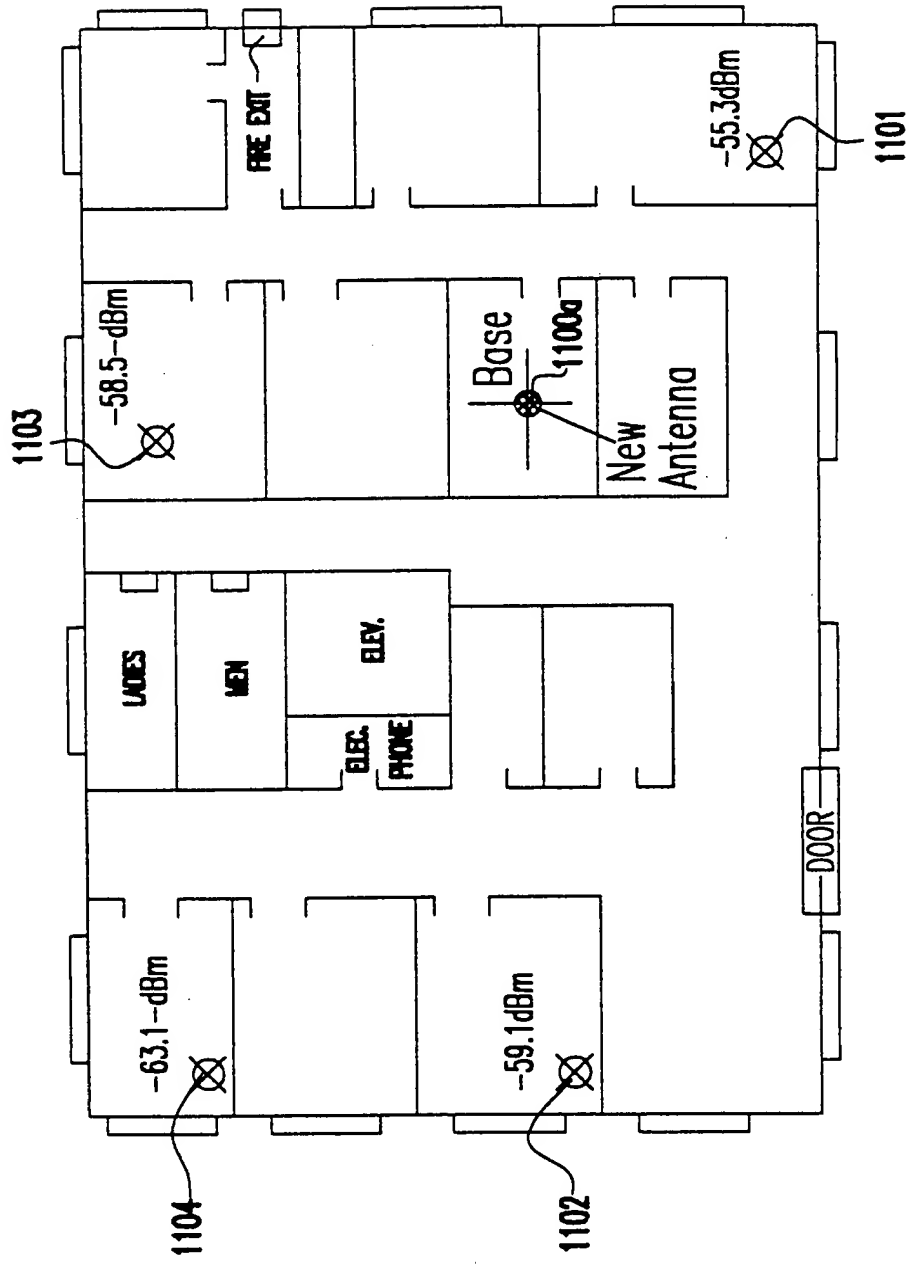 1104
-63.1-dBm
1102
-59.1dBm
DOOR
LADIES
MEN
ELEC.
PHONE
ELEV.
1103
-58.5-dBm
Base
1100a
New
Antenna
FIRE EXIT
-55.3dBm
1101